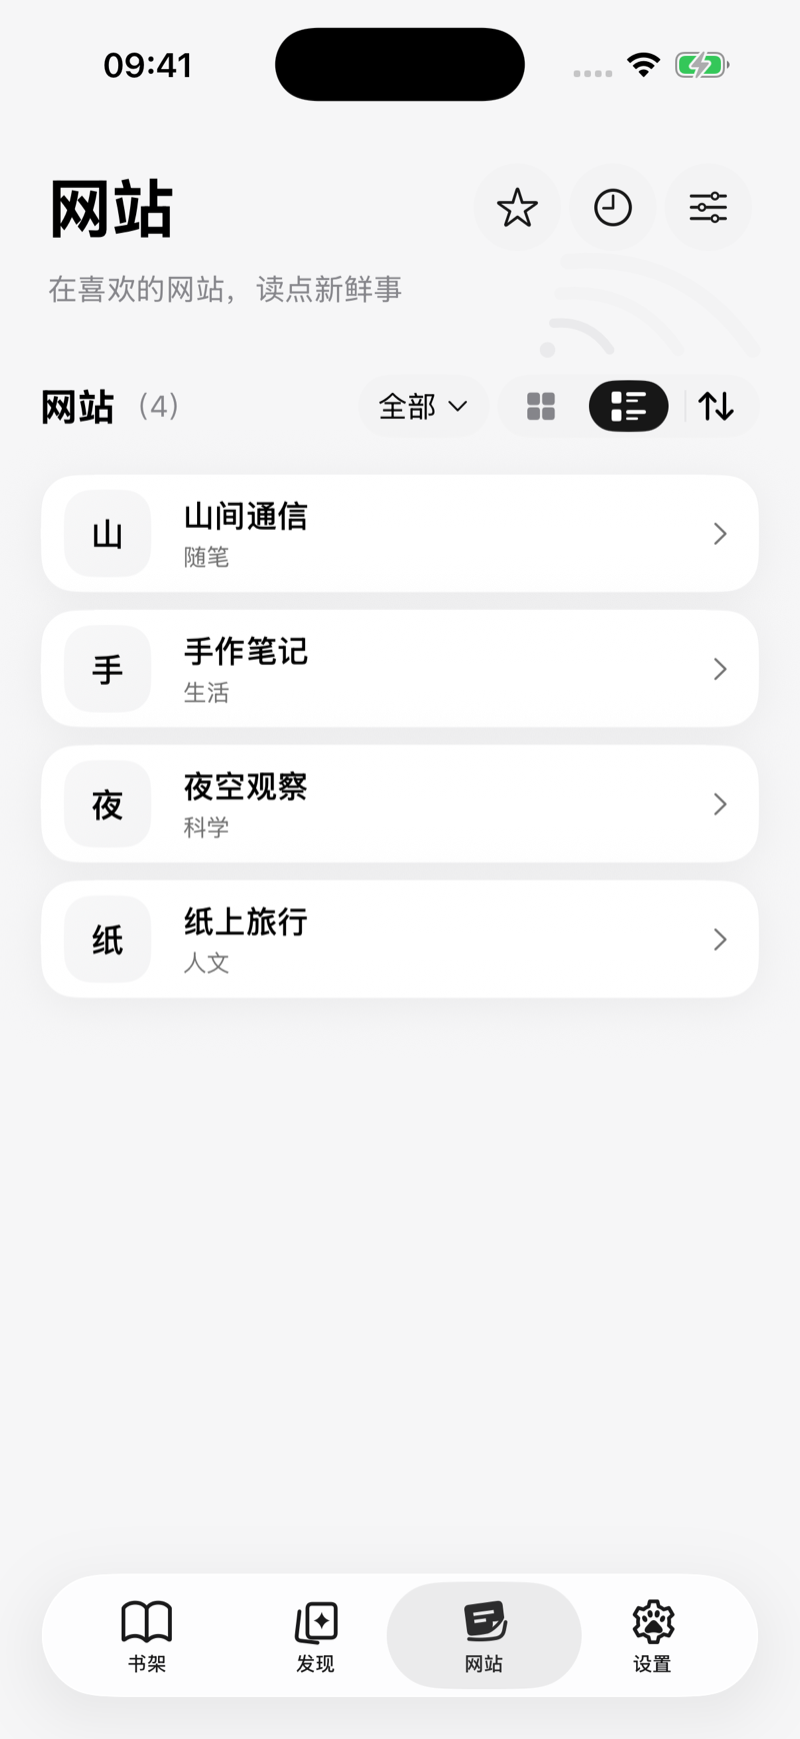 09:41
网站
在喜欢的网站，读点新鲜事
网站 （4） 全部
山 山间通信
随笔
手 手作笔记
生活
夜 夜空观察
科学
纸 纸上旅行
人文
书架 发现 网站 设置